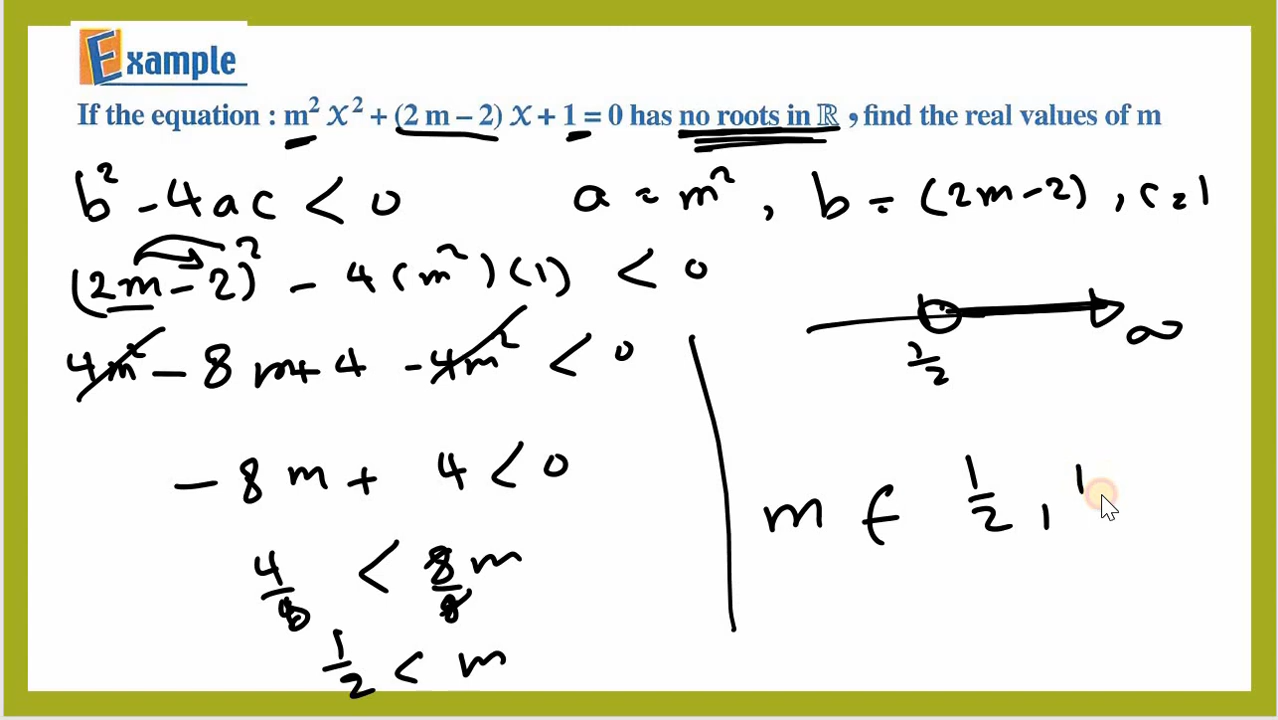 Example
If the equation : m² x² + (2 m – 2) x + 1 = 0 has no roots in ℝ , find the real values of m
b² - 4ac < 0 a = m² , b = (2m - 2) , c = 1
(2m - 2)² - 4(m²)(1) < 0
4m² - 8m + 4 - 4m² < 0
1/2 ∞
-8m + 4 < 0
4/8 < 8/8 m
1/2 < m
m ∈ 1/2 ,